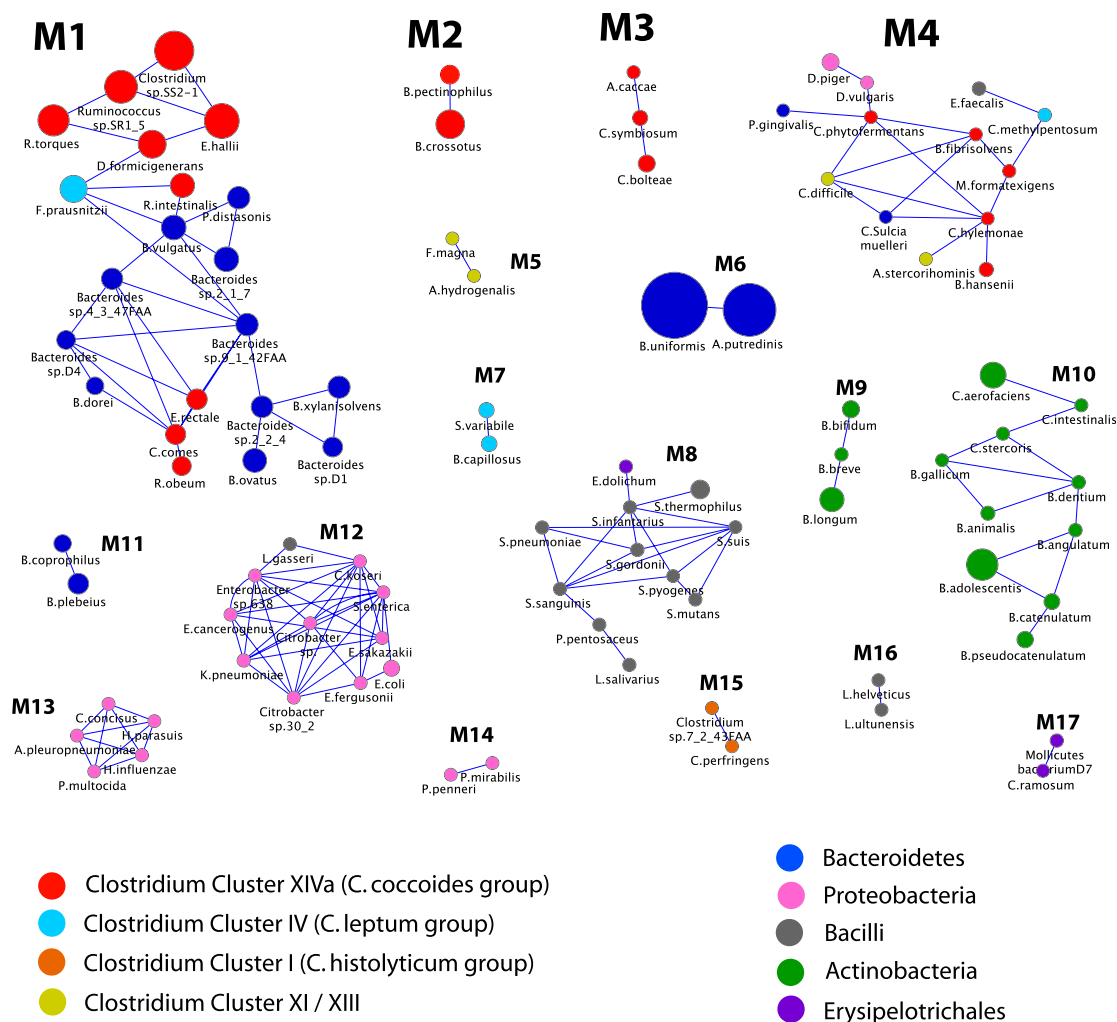 M1
Clostridium
sp.SS2-1
Ruminococcus
sp.SR1_5
R.torques
E.hallii
D.formicigenerans
F.prausnitzii
R.intestinalis
P.distasonis
B.vulgatus
Bacteroides
sp.2_1_7
Bacteroides
sp.4_3_47FAA
Bacteroides
sp.9_1_42FAA
Bacteroides
sp.D4
B.dorei
E.rectale
C.comes
R.obeum
Bacteroides
sp.2_2_4
B.xylanisolvens
B.ovatus
Bacteroides
sp.D1
M2
B.pectinophilus
B.crossotus
M3
A.caccae
C.symbiosum
C.bolteae
M4
D.piger
D.vulgaris
E.faecalis
P.gingivalis
C.phytofermentans
C.methylpentosum
B.fibrisolvens
C.difficile
M.formatexigens
C.Sulcia
muelleri
C.hylemonae
A.stercorihominis
B.hansenii
M5
F.magna
A.hydrogenalis
M6
B.uniformis
A.putredinis
M7
S.variabile
B.capillosus
M8
E.dolichum
S.thermophilus
S.infantarius
S.pneumoniae
S.suis
S.gordonii
S.sangunis
S.pyogenes
S.mutans
P.pentosaceus
L.salivarius
M9
B.bifidum
B.breve
B.longum
M10
C.aerofaciens
C.intestinalis
C.stercoris
B.gallicum
B.dentium
B.animalis
B.angulatum
B.adolescentis
B.catenulatum
B.pseudocatenulatum
M11
B.coprophilus
B.plebeius
M12
L.gasseri
C.koseri
Enterobacter
sp.638
S.enterica
E.cancerogenus
Citrobacter
sp.
E.sakazakii
K.pneumoniae
E.coli
E.fergusonii
Citrobacter
sp.30_2
M13
C.concisus
H.parasuis
A.pleuropneumoniae
H.influenzae
P.multocida
M14
P.mirabilis
P.penneri
M15
Clostridium
sp.7_2_43FAA
C.perfringens
M16
L.helveticus
L.ultunensis
M17
Mollicutes
bacteriumD7
C.ramosum
Clostridium Cluster XIVa (C. coccoides group)
Clostridium Cluster IV (C. leptum group)
Clostridium Cluster I (C. histolyticum group)
Clostridium Cluster XI / XIII
Bacteroidetes
Proteobacteria
Bacilli
Actinobacteria
Erysipelotrichales